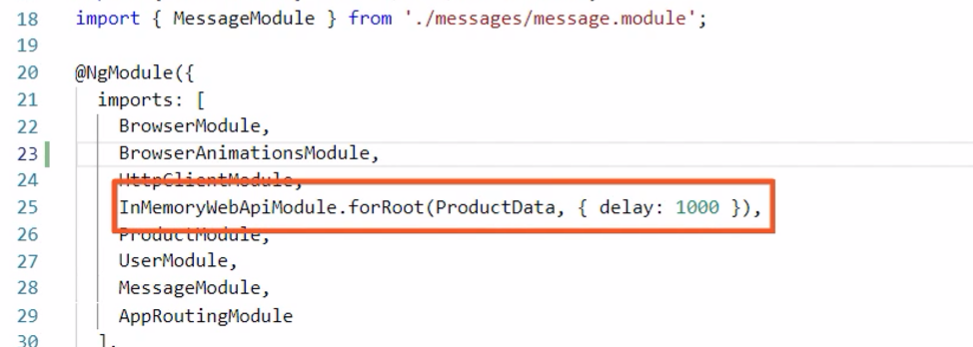 18 import { MessageModule } from './messages/message.module';
19
20 @NgModule({
21 imports: [
22 BrowserModule,
23 BrowserAnimationsModule,
24 HttpClientModule,
25 InMemoryWebApiModule.forRoot(ProductData, { delay: 1000 }),
26 ProductModule,
27 UserModule,
28 MessageModule,
29 AppRoutingModule
30 ],